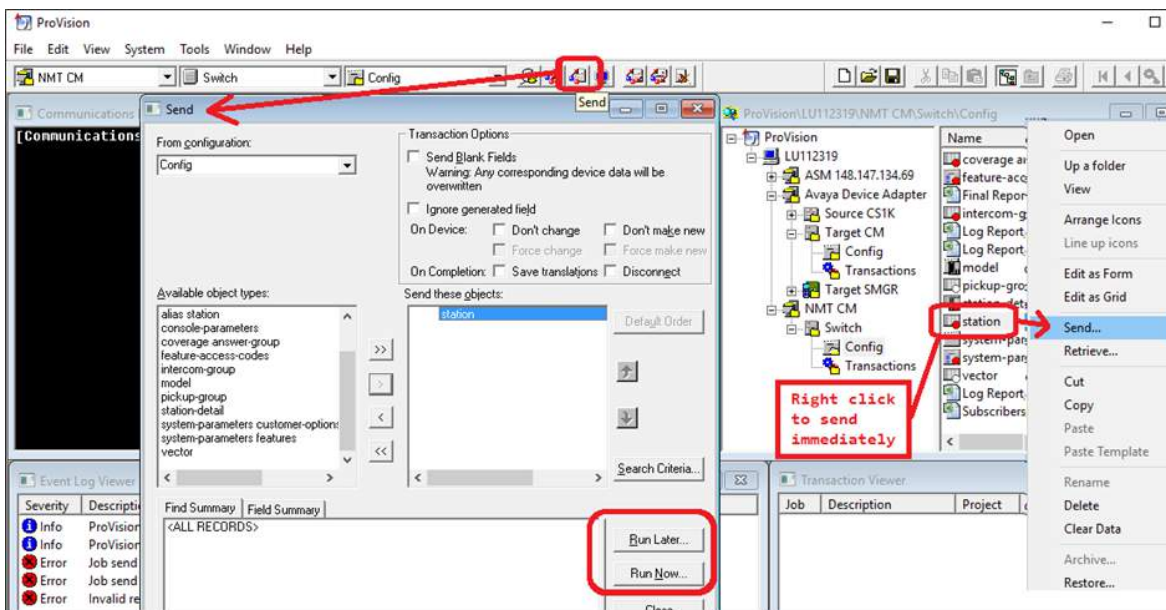 ProVision
File Edit View System Tools Window Help
NMT CM
Switch
Config
Send
Communications
[Communications
Send
From configuration:
Config
Transaction Options
Send Blank Fields
Warning: Any corresponding device data will be
overwritten
Ignore generated field
On Device: Don't change Don't make new
Force change Force make new
On Completion: Save translations Disconnect
Available object types:
alias station
console-parameters
coverage answer-group
feature-access-codes
intercom-group
model
pickup-group
station-detail
system-parameters customer-option
system-parameters features
vector
>>
>
<
<<
Send these objects:
station
Default Order
Search Criteria...
Find Summary Field Summary
<ALL RECORDS>
Run Later...
Run Now...
Close
ProVision\LU112319\NMT CM\Switch\Config
ProVision
LU112319
ASM 148.147.134.69
Avaya Device Adapter
Source CS1K
Target CM
Config
Transactions
Target SMGR
NMT CM
Switch
Config
Transactions
Name
coverage an
feature-acc
Final Repor
intercom-g
Log Report
Log Report
model
pickup-gro
station-det
station
system-par
system-par
vector
Log Report
Subscribers
Right click
to send
immediately
Open
Up a folder
View
Arrange Icons
Line up icons
Edit as Form
Edit as Grid
Send...
Retrieve...
Cut
Copy
Paste
Paste Template
Rename
Delete
Clear Data
Archive...
Restore...
Event Log Viewer
Severity Descripti
Info ProVision
Info ProVision
Error Job send
Error Job send
Error Invalid re
Transaction Viewer
Job Description Project